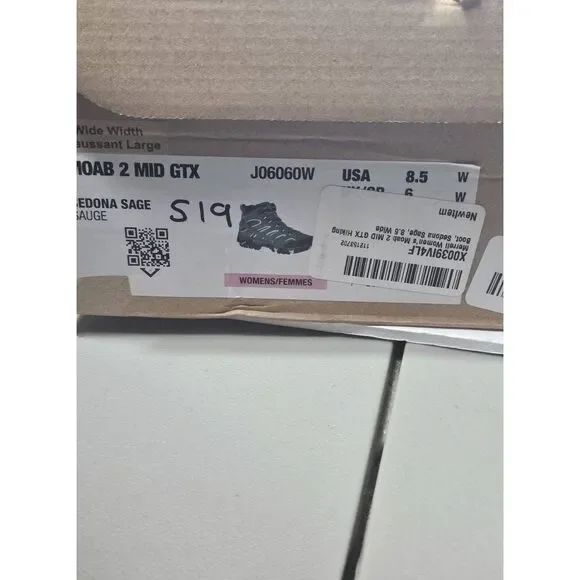 Wide Width
aussant Large
MOAB 2 MID GTX
J06060W
USA 8.5 W
6 W
SEDONA SAGE
SAUGE
S19
WOMENS/FEMMES
X0039IV4LF
Merrell Women's Moab 2 MID GTX Hiking
Boot, Sedona Sage, 8.5 Wide
NewItem